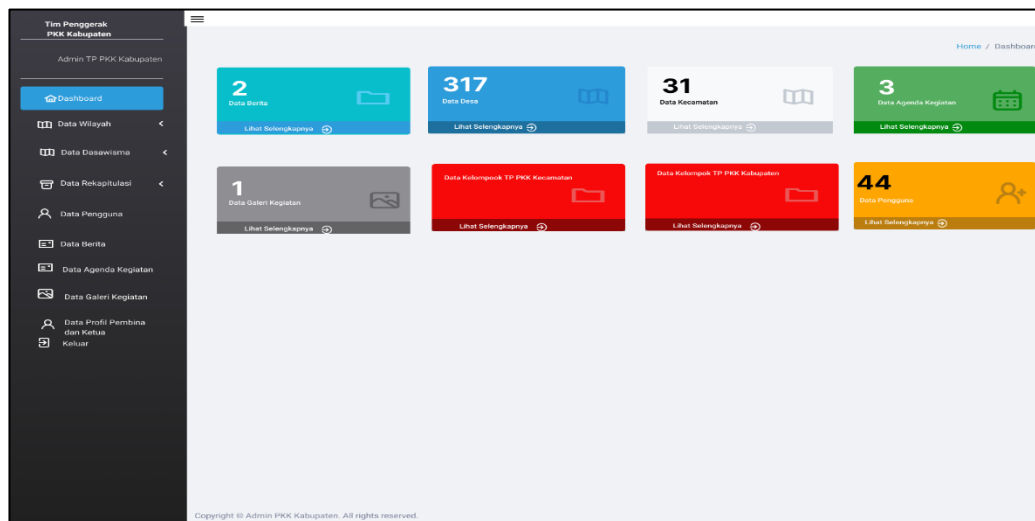 Tim Penggerak
PKK Kabupaten
Admin TP PKK Kabupaten
Dashboard
Data Wilayah
Data Dasawisma
Data Rekapitulasi
Data Pengguna
Data Berita
Data Agenda Kegiatan
Data Galeri Kegiatan
Data Profil Pembina
dan Ketua
Keluar
Home / Dashboar
2
Data Berita
Lihat Selengkapnya
317
Data Desa
Lihat Selengkapnya
31
Data Kecamatan
Lihat Selengkapnya
3
Data Agenda Kegiatan
Lihat Selengkapnya
1
Data Galeri Kegiatan
Lihat Selengkapnya
Data Kelompook TP PKK Kecamatan
Lihat Selengkapnya
Data Kelompok TP PKK Kabupaten
Lihat Selengkapnya
44
Data Pengguna
Lihat Selengkapnya
Copyright © Admin PKK Kabupaten. All rights reserved.